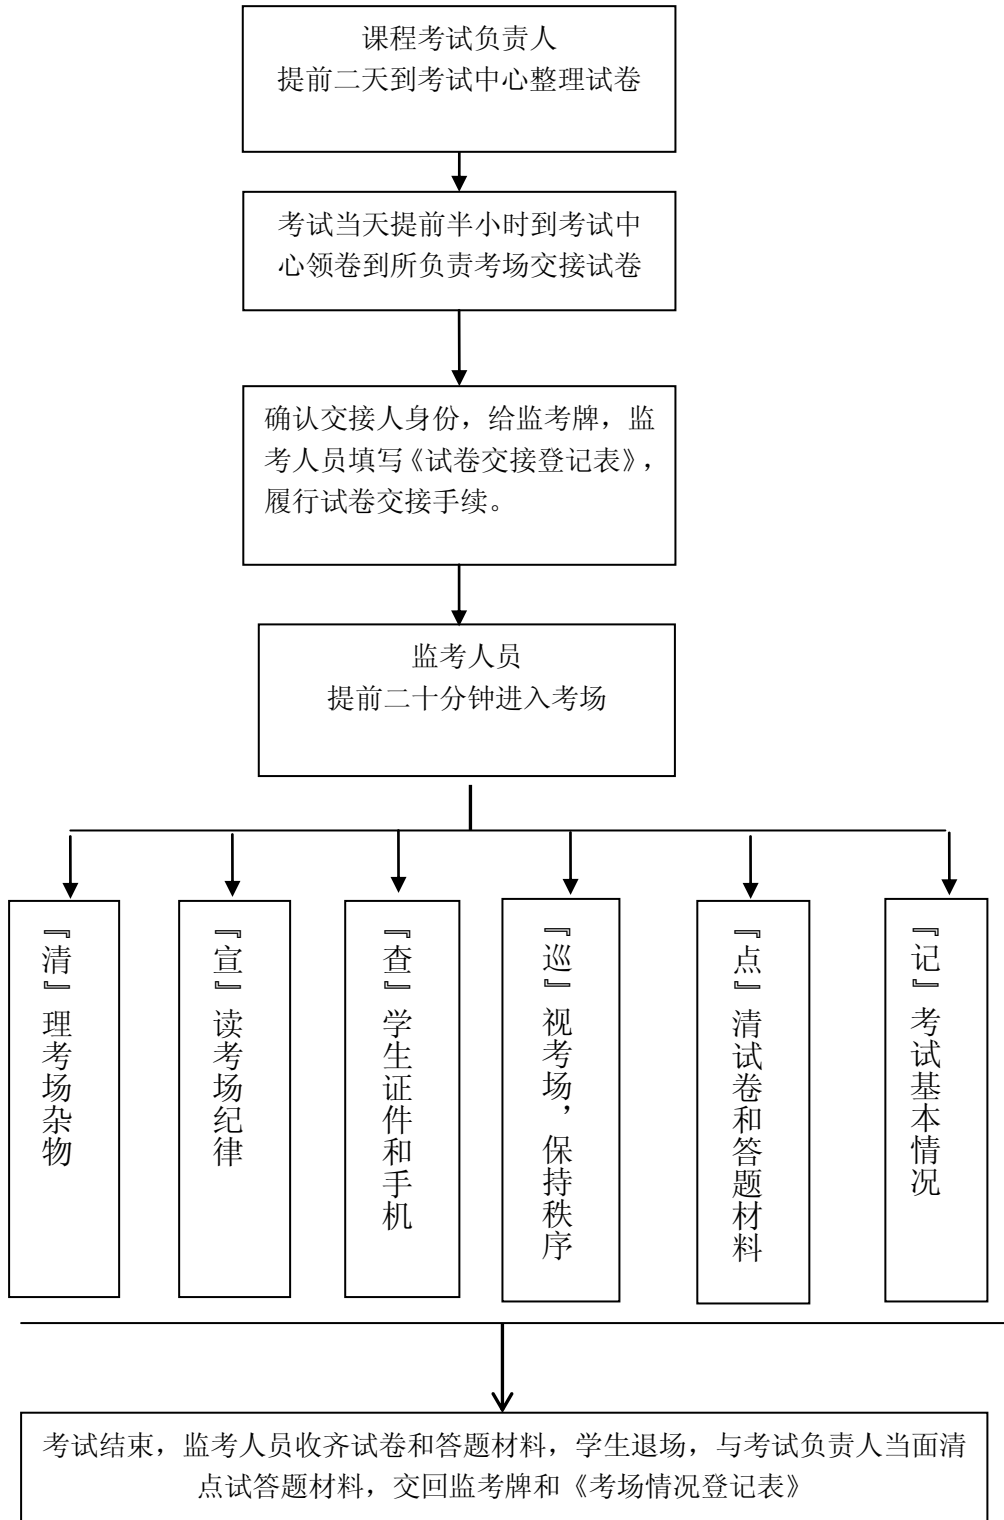 课程考试负责人
提前二天到考试中心整理试卷
考试当天提前半小时到考试中
心领卷到所负责考场交接试卷
确认交接人身份，给监考牌，监
考人员填写《试卷交接登记表》，
履行试卷交接手续。
监考人员
提前二十分钟进入考场
『清』理考场杂物
『宣』读考场纪律
『查』学生证件和手机
『巡』视考场，保持秩序
『点』清试卷和答题材料
『记』考试基本情况
考试结束，监考人员收齐试卷和答题材料，学生退场，与考试负责人当面清
点试答题材料，交回监考牌和《考场情况登记表》